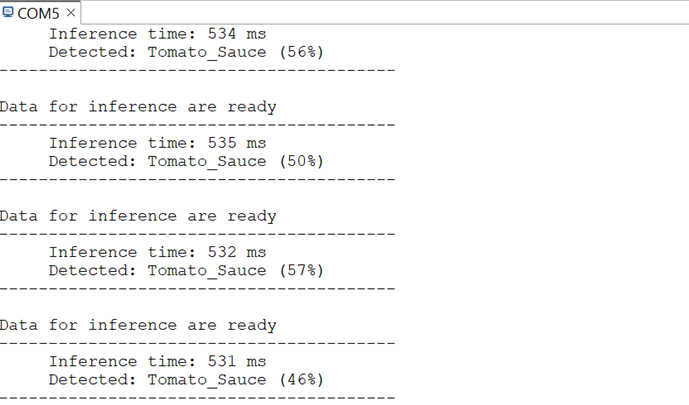 COM5
Inference time: 534 ms
Detected: Tomato_Sauce (56%)
----------------------------------------
Data for inference are ready
----------------------------------------
Inference time: 535 ms
Detected: Tomato_Sauce (50%)
----------------------------------------
Data for inference are ready
----------------------------------------
Inference time: 532 ms
Detected: Tomato_Sauce (57%)
----------------------------------------
Data for inference are ready
----------------------------------------
Inference time: 531 ms
Detected: Tomato_Sauce (46%)
----------------------------------------